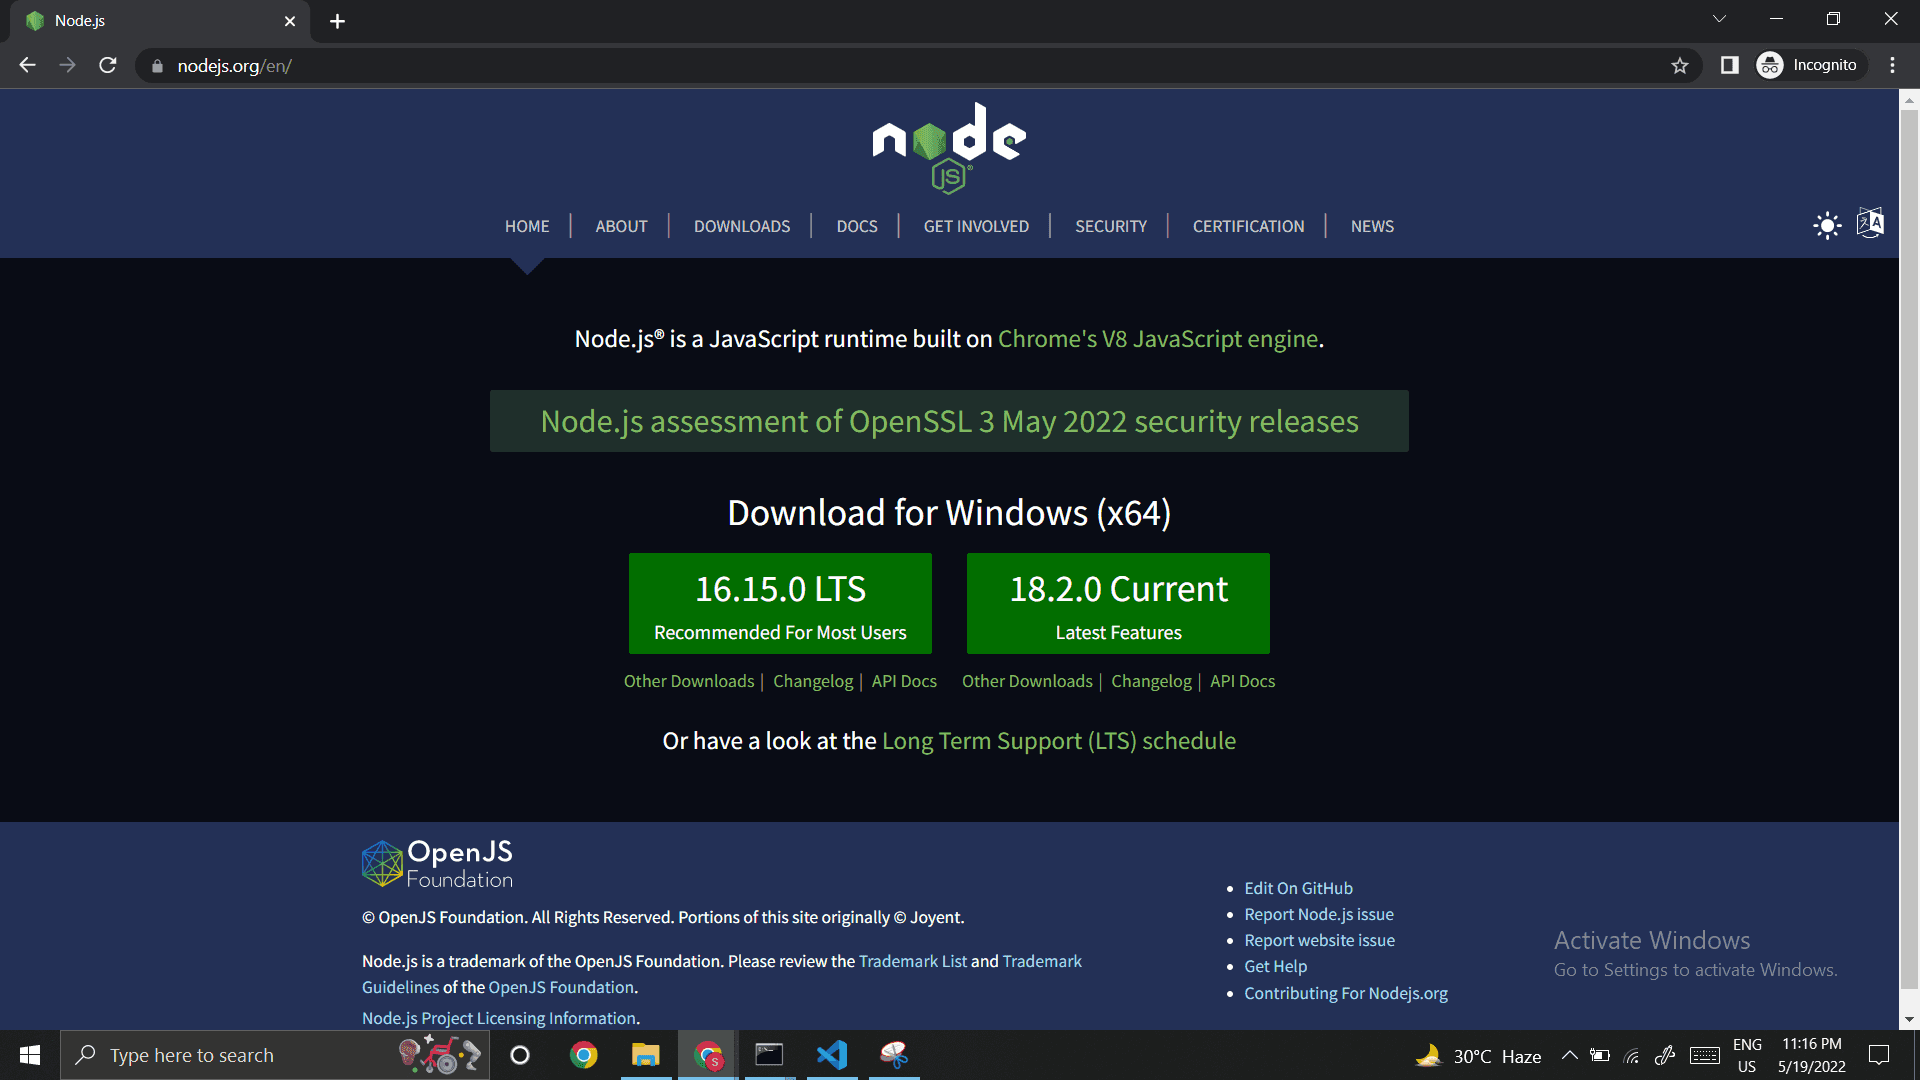 Node.js
nodejs.org/en/
Incognito
node
JS®
HOME | ABOUT | DOWNLOADS | DOCS | GET INVOLVED | SECURITY | CERTIFICATION | NEWS
Node.js® is a JavaScript runtime built on Chrome's V8 JavaScript engine.
Node.js assessment of OpenSSL 3 May 2022 security releases
Download for Windows (x64)
16.15.0 LTS
Recommended For Most Users
18.2.0 Current
Latest Features
Other Downloads | Changelog | API Docs
Other Downloads | Changelog | API Docs
Or have a look at the Long Term Support (LTS) schedule
OpenJS
Foundation
© OpenJS Foundation. All Rights Reserved. Portions of this site originally © Joyent.
Node.js is a trademark of the OpenJS Foundation. Please review the Trademark List and Trademark
Guidelines of the OpenJS Foundation.
Node.js Project Licensing Information.
Edit On GitHub
Report Node.js issue
Report website issue
Get Help
Contributing For Nodejs.org
Activate Windows
Go to Settings to activate Windows.
Type here to search
S
30°C Haze
ENG
US
11:16 PM
5/19/2022